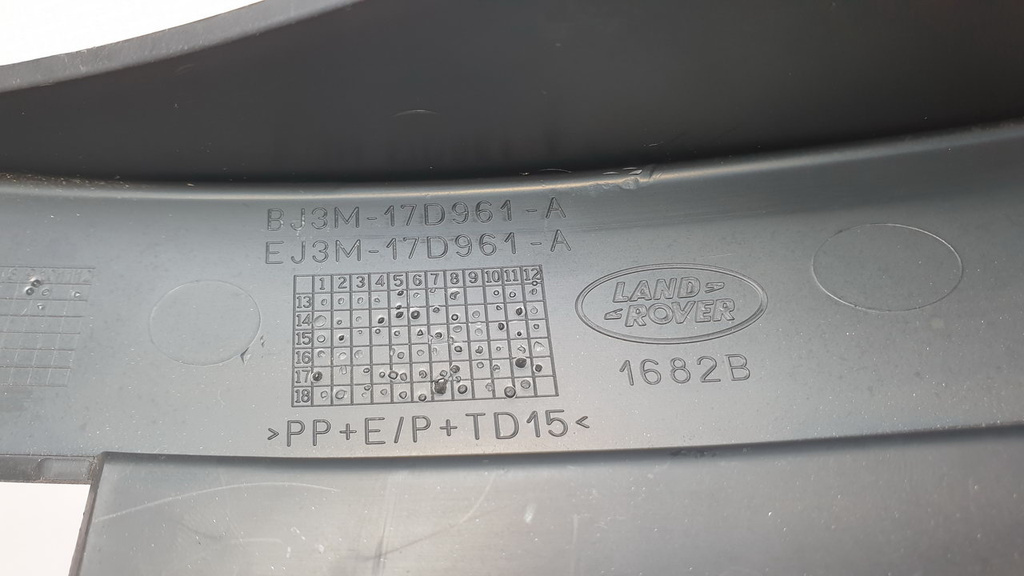 BJ3M-17D961-A
EJ3M-17D961-A
1 2 3 4 5 6 7 8 9 10 11 12
13
14
15
16
17
18
LAND
ROVER
1682B
>PP+E/P+TD15<